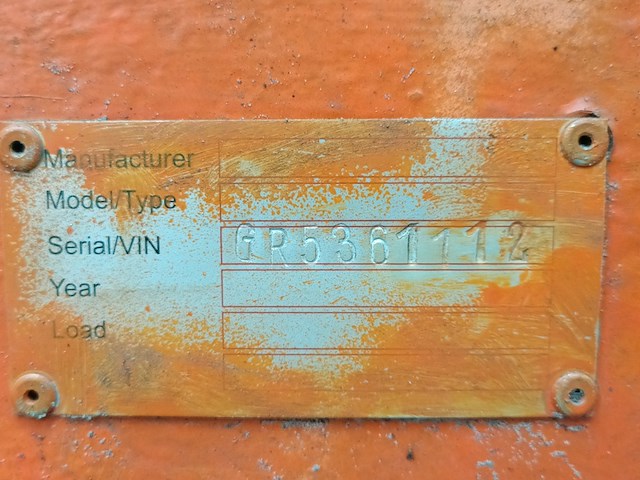 Manufacturer
Model/Type
Serial/VIN GR5361112
Year
Load